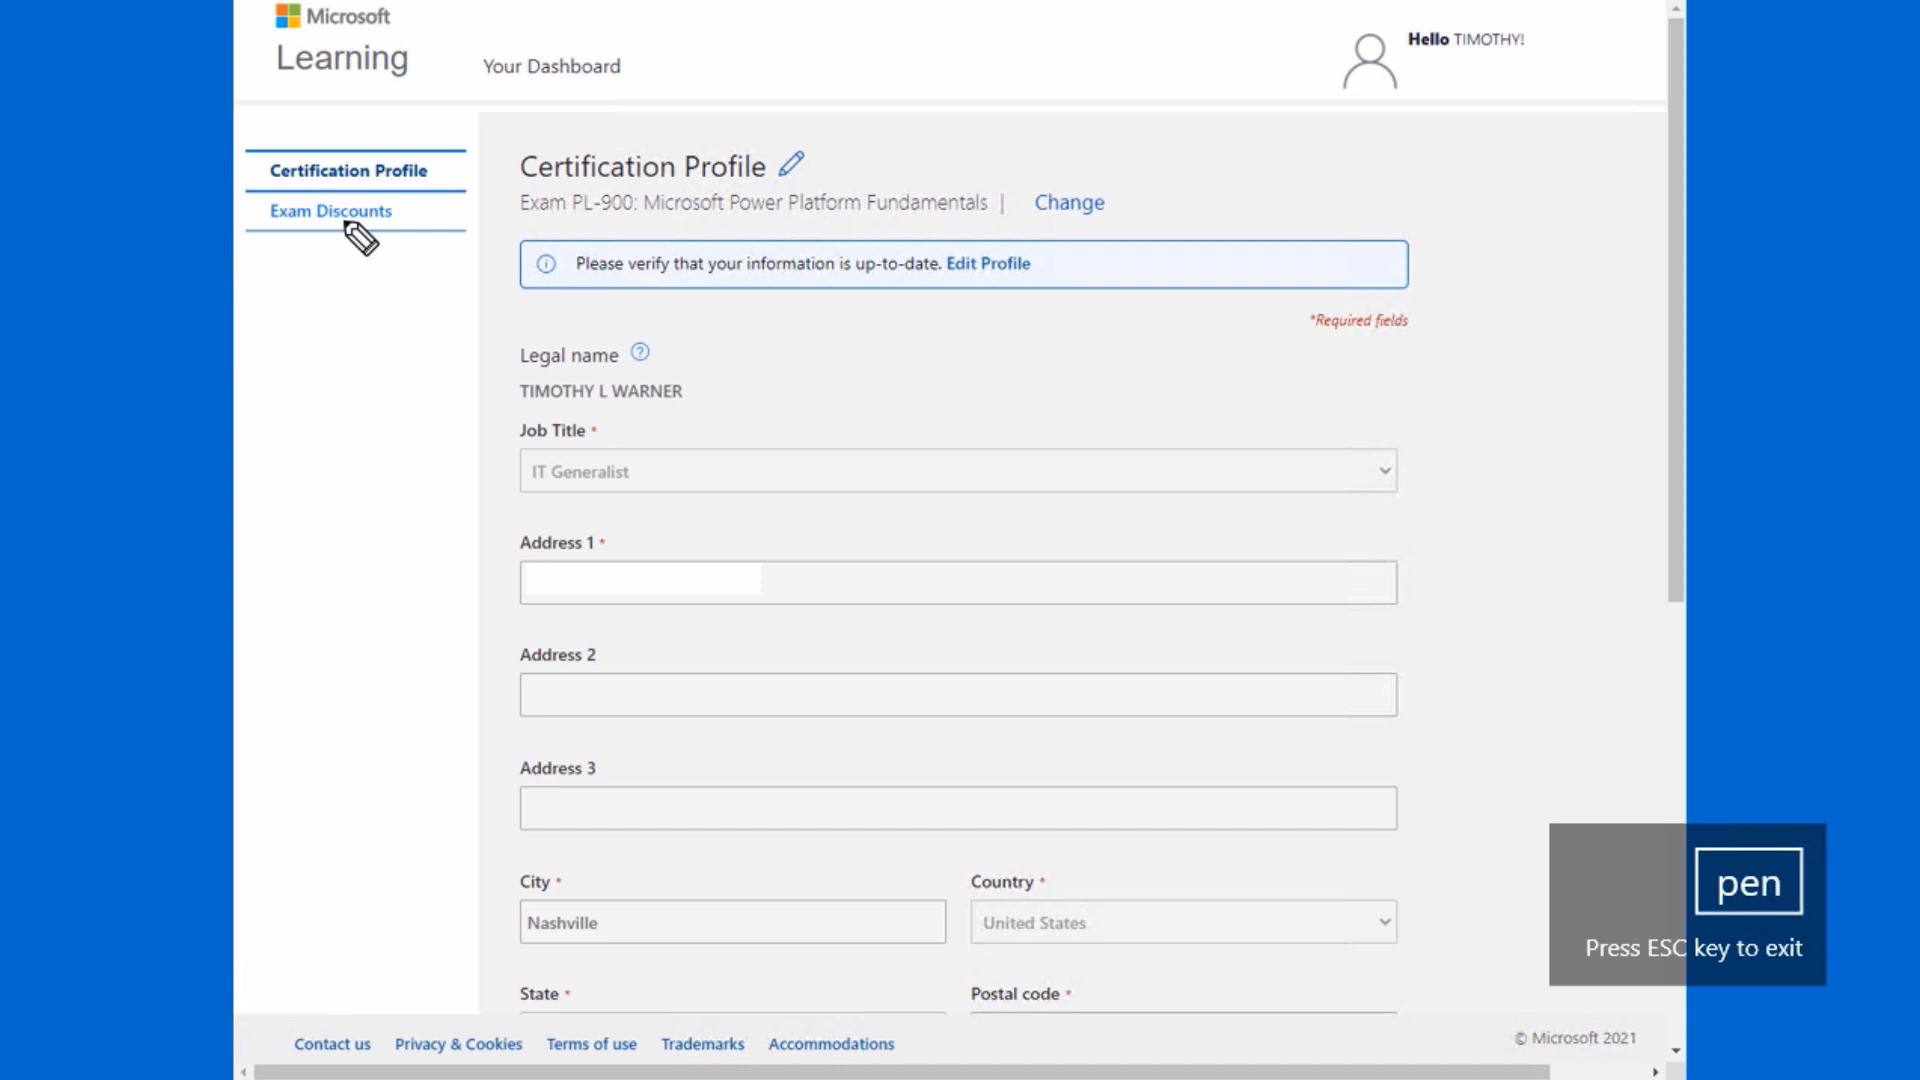 Microsoft
Learning
Your Dashboard
Hello TIMOTHY!
Certification Profile
Exam Discounts
Certification Profile
Exam PL-900: Microsoft Power Platform Fundamentals | Change
Please verify that your information is up-to-date. Edit Profile
*Required fields
Legal name
TIMOTHY L WARNER
Job Title *
IT Generalist
Address 1 *
Address 2
Address 3
City *
Country *
Nashville
United States
State *
Postal code *
pen
Press ESC key to exit
Contact us Privacy & Cookies Terms of use Trademarks Accommodations
© Microsoft 2021